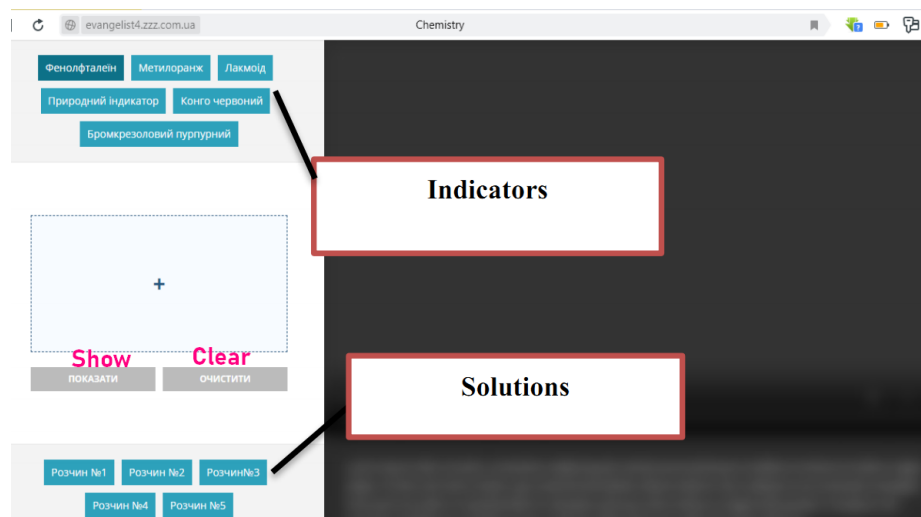 evangelist4.zzz.com.ua Chemistry
Фенолфталеїн Метилоранж Лакмоїд
Природний індикатор Конго червоний
Бромкрезоловий пурпурний
Indicators
+
Show Clear
ПОКАЗАТИ ОЧИСТИТИ
Solutions
Розчин №1 Розчин №2 Розчин№3
Розчин №4 Розчин №5